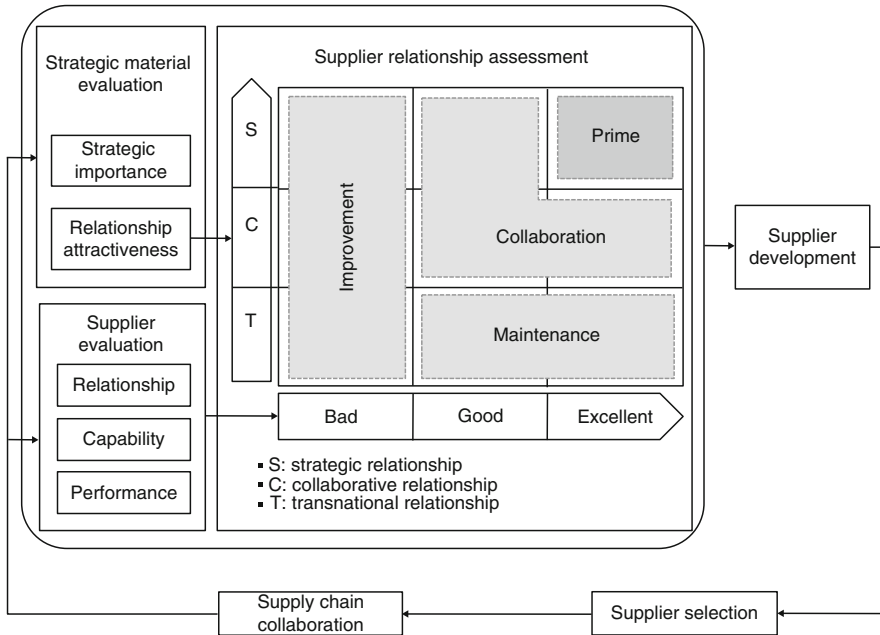 Strategic material
evaluation
Strategic
importance
Relationship
attractiveness
Supplier
evaluation
Relationship
Capability
Performance
Supplier relationship assessment
S
C
T
Improvement
Prime
Collaboration
Maintenance
Bad
Good
Excellent
▪ S: strategic relationship
▪ C: collaborative relationship
▪ T: transnational relationship
Supplier
development
Supply chain
collaboration
Supplier selection